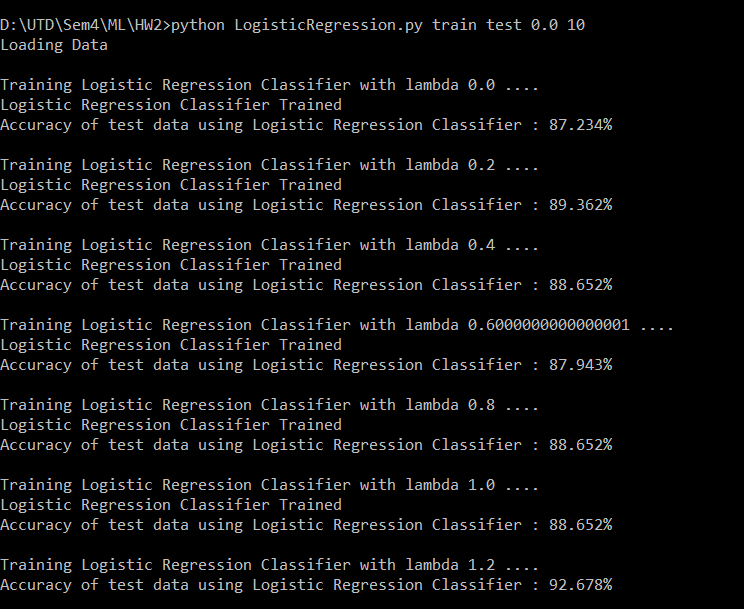 D:\UTD\Sem4\ML\HW2>python LogisticRegression.py train test 0.0 10
Loading Data
Training Logistic Regression Classifier with lambda 0.0 ....
Logistic Regression Classifier Trained
Accuracy of test data using Logistic Regression Classifier : 87.234%
Training Logistic Regression Classifier with lambda 0.2 ....
Logistic Regression Classifier Trained
Accuracy of test data using Logistic Regression Classifier : 89.362%
Training Logistic Regression Classifier with lambda 0.4 ....
Logistic Regression Classifier Trained
Accuracy of test data using Logistic Regression Classifier : 88.652%
Training Logistic Regression Classifier with lambda 0.6000000000000001 ....
Logistic Regression Classifier Trained
Accuracy of test data using Logistic Regression Classifier : 87.943%
Training Logistic Regression Classifier with lambda 0.8 ....
Logistic Regression Classifier Trained
Accuracy of test data using Logistic Regression Classifier : 88.652%
Training Logistic Regression Classifier with lambda 1.0 ....
Logistic Regression Classifier Trained
Accuracy of test data using Logistic Regression Classifier : 88.652%
Training Logistic Regression Classifier with lambda 1.2 ....
Accuracy of test data using Logistic Regression Classifier : 92.678%